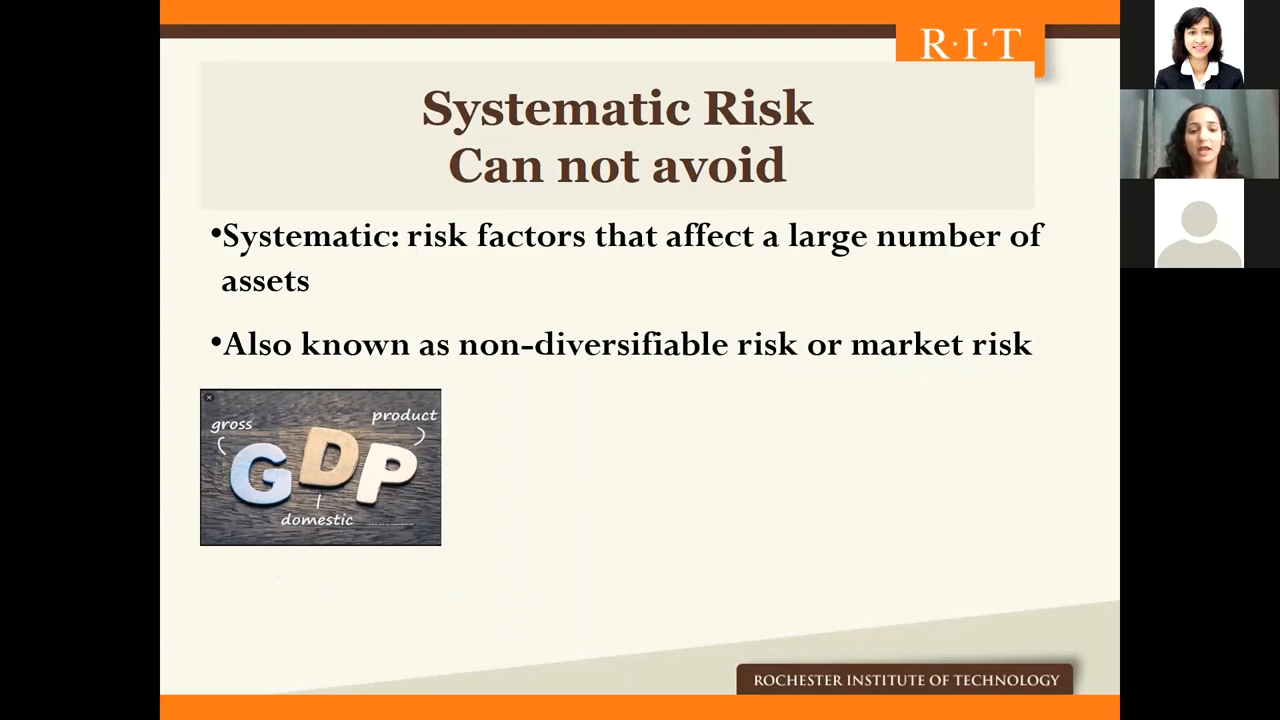 R·I·T
Systematic Risk
Can not avoid
•Systematic: risk factors that affect a large number of
assets
•Also known as non-diversifiable risk or market risk
gross
product
GDP
domestic
ROCHESTER INSTITUTE OF TECHNOLOGY